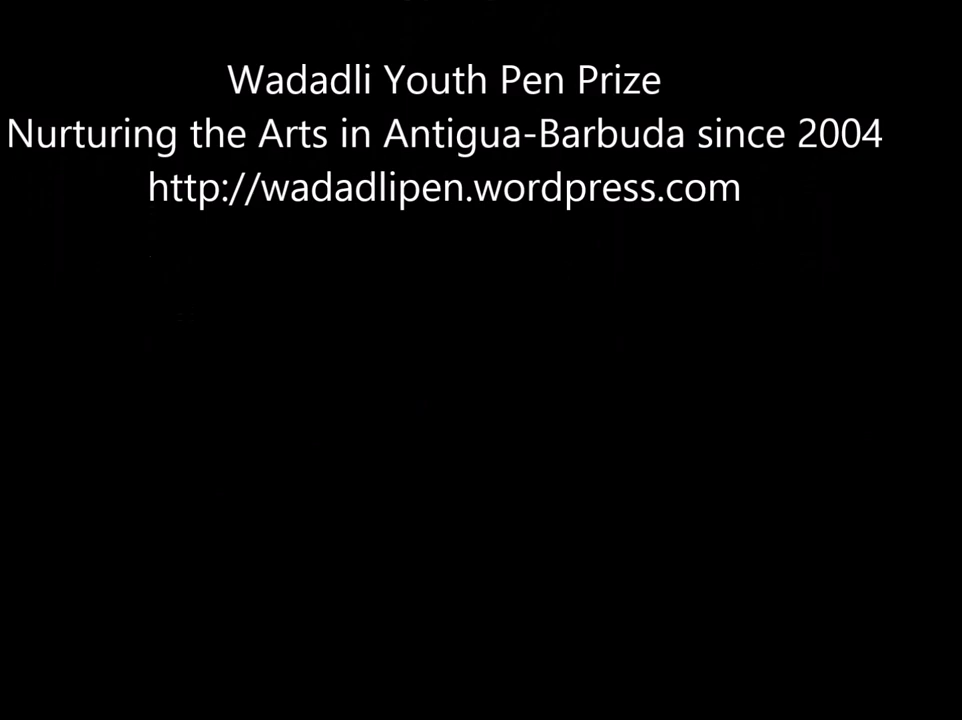 Wadadli Youth Pen Prize
Nurturing the Arts in Antigua-Barbuda since 2004
http://wadadlipen.wordpress.com